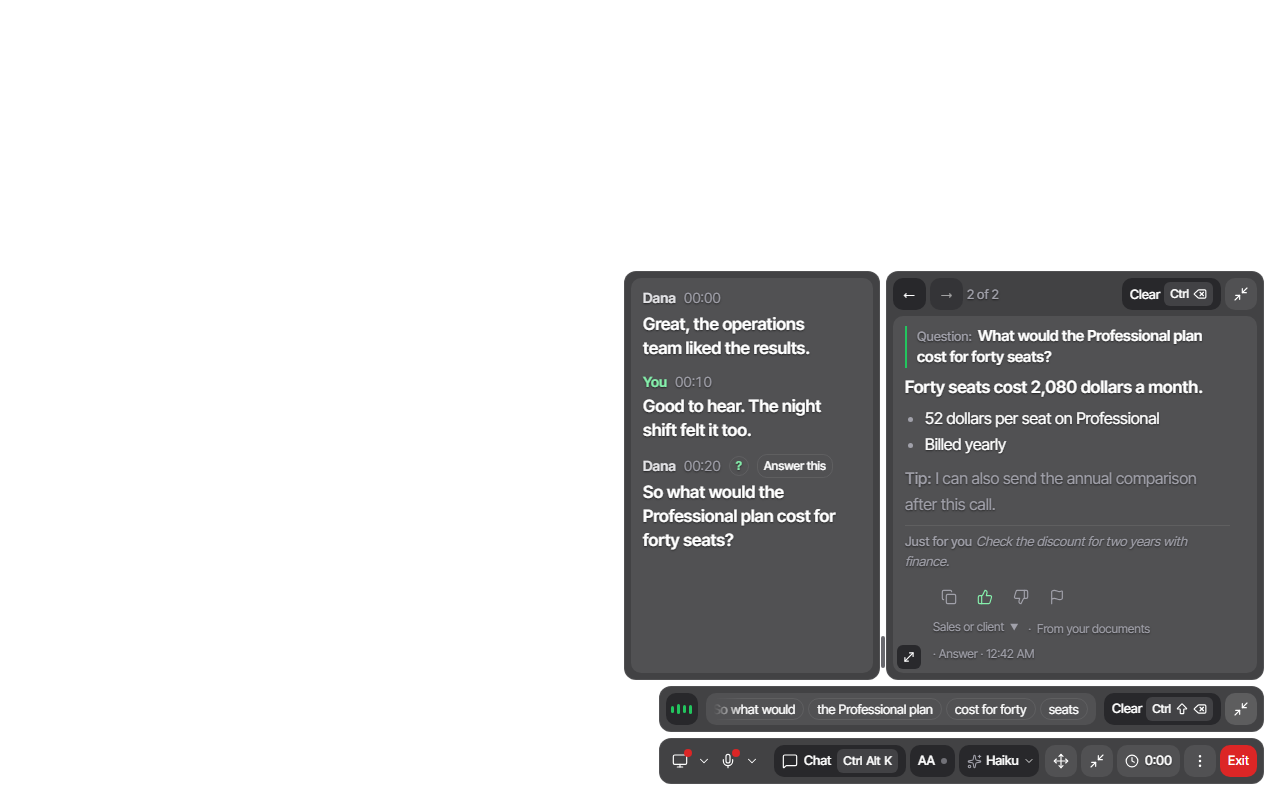 Dana 00:00
Great, the operations
team liked the results.
You 00:10
Good to hear. The night
shift felt it too.
Dana 00:20 ? Answer this
So what would the
Professional plan cost for
forty seats?
← → 2 of 2 Clear Ctrl
Question: What would the Professional plan
cost for forty seats?
Forty seats cost 2,080 dollars a month.
• 52 dollars per seat on Professional
• Billed yearly
Tip: I can also send the annual comparison
after this call.
Just for you Check the discount for two years with
finance.
Sales or client ▼ · From your documents
· Answer · 12:42 AM
So what would the Professional plan cost for forty seats Clear Ctrl
Chat Ctrl Alt K AA Haiku 0:00 Exit